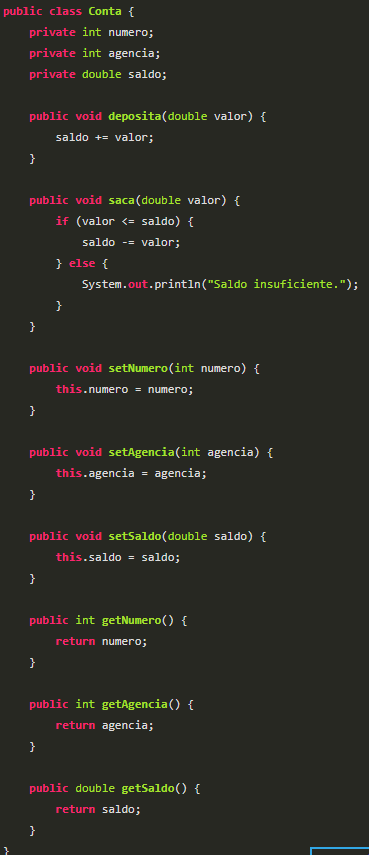 public class Conta {
    private int numero;
    private int agencia;
    private double saldo;

    public void deposita(double valor) {
        saldo += valor;
    }

    public void saca(double valor) {
        if (valor <= saldo) {
            saldo -= valor;
        } else {
            System.out.println("Saldo insuficiente.");
        }
    }

    public void setNumero(int numero) {
        this.numero = numero;
    }

    public void setAgencia(int agencia) {
        this.agencia = agencia;
    }

    public void setSaldo(double saldo) {
        this.saldo = saldo;
    }

    public int getNumero() {
        return numero;
    }

    public int getAgencia() {
        return agencia;
    }

    public double getSaldo() {
        return saldo;
    }
}